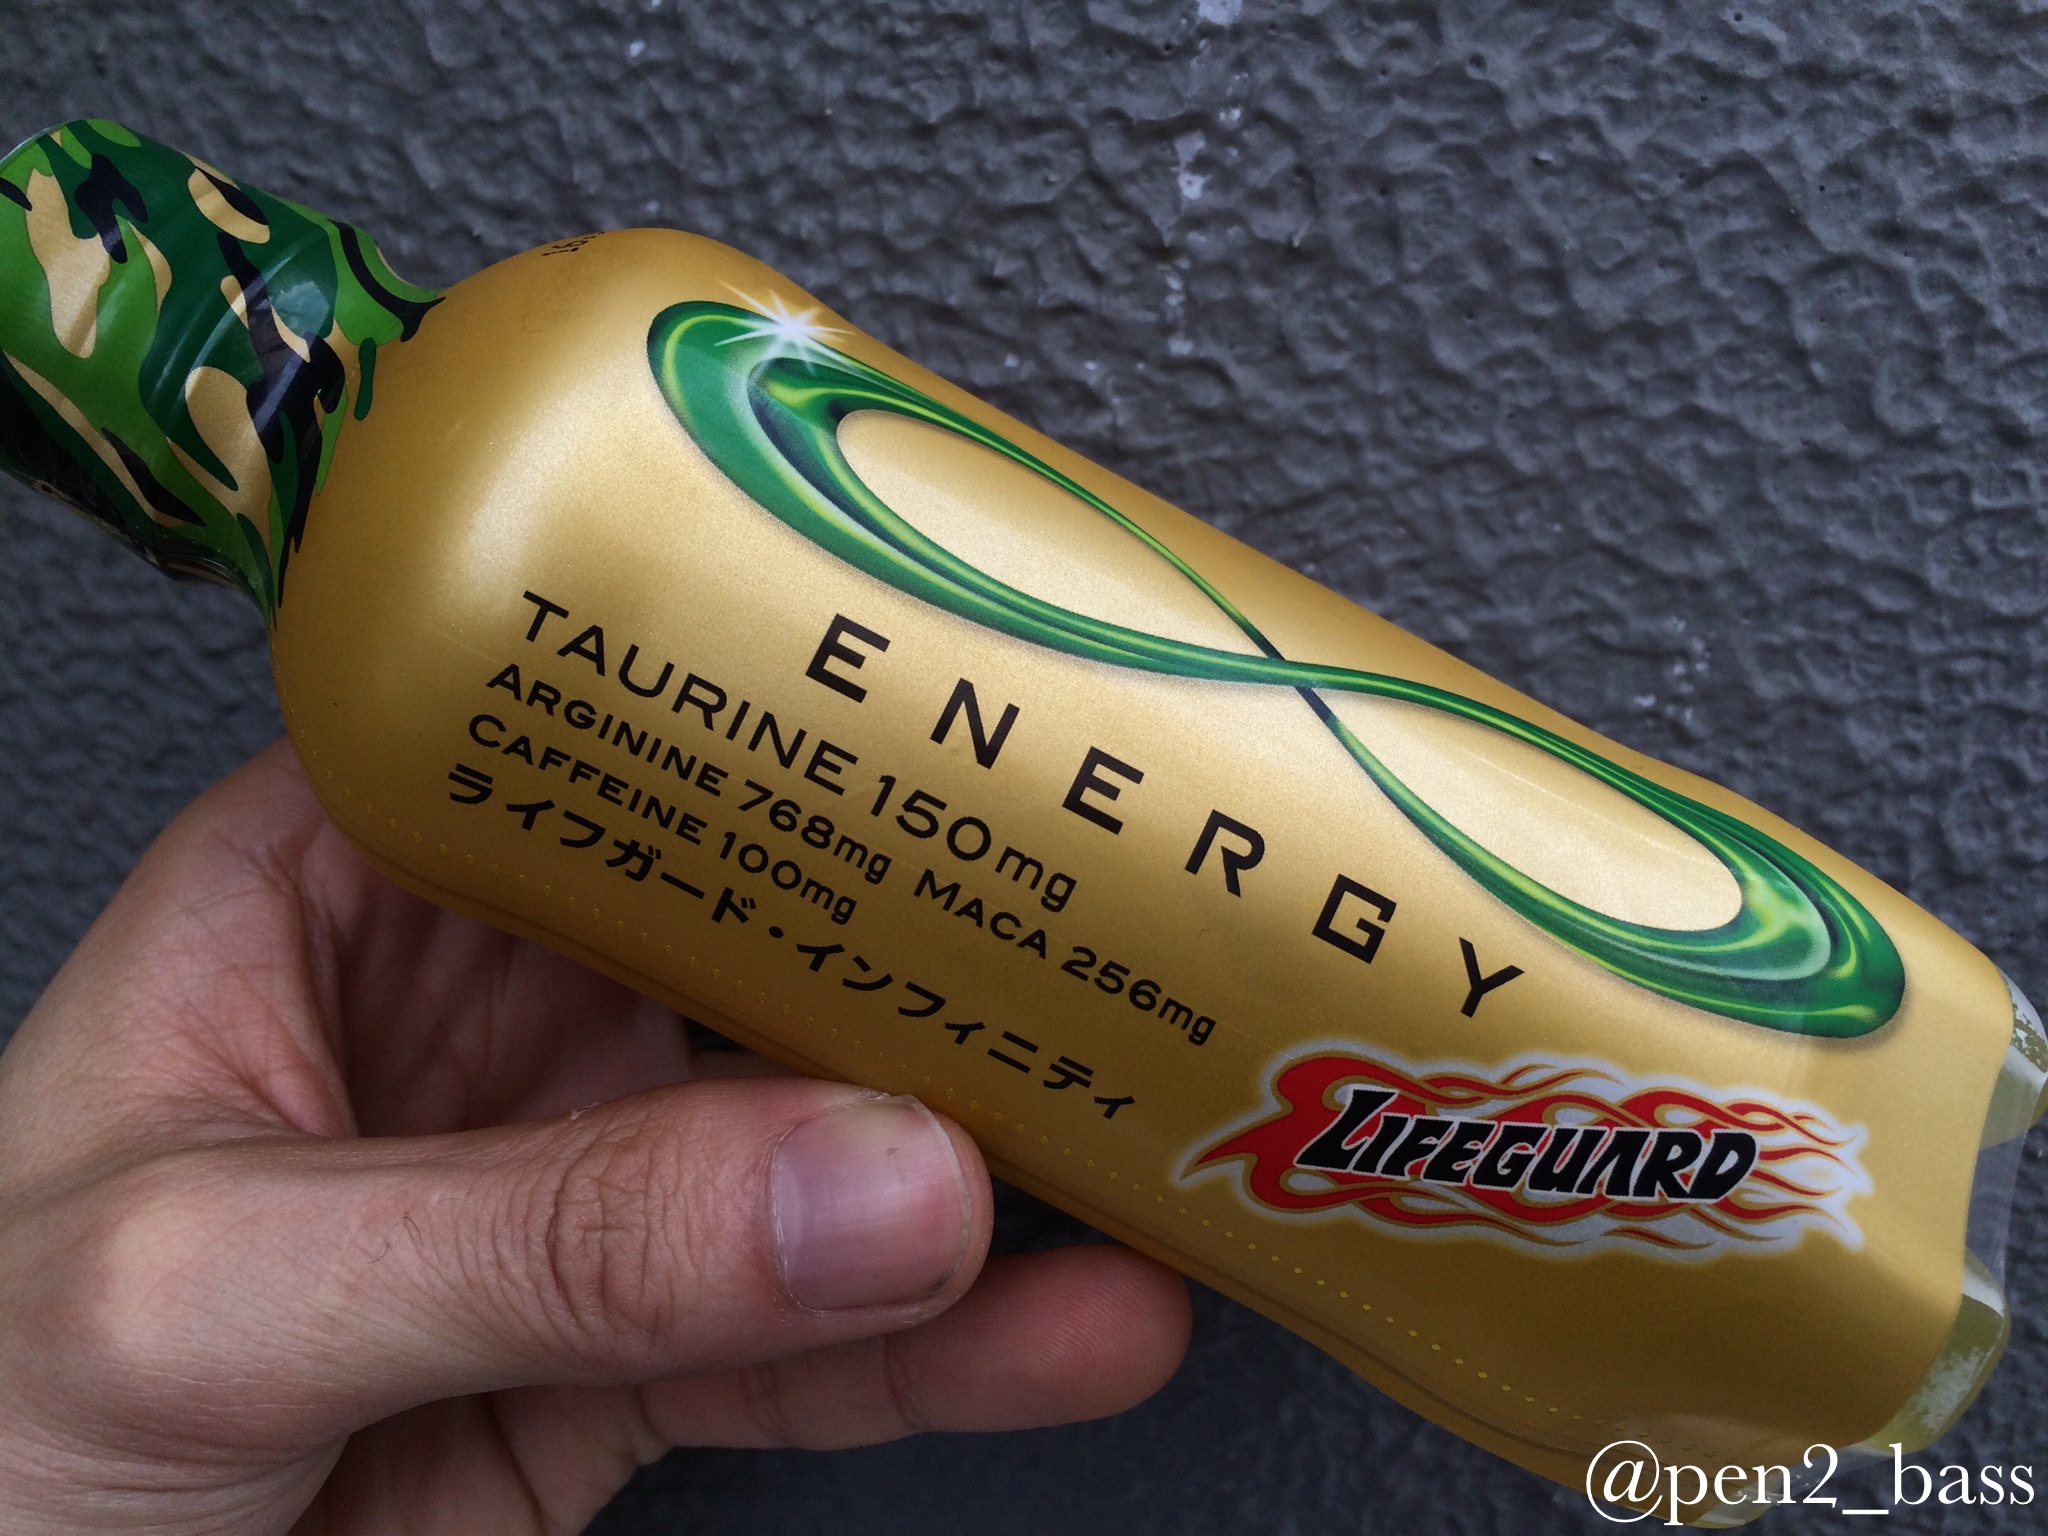 ENERGY
TAURINE 150mg
ARGININE 768mg MACA 256mg
CAFFEINE 100mg
ライフガード・インフィニティ
LIFEGUARD
@pen2_bass